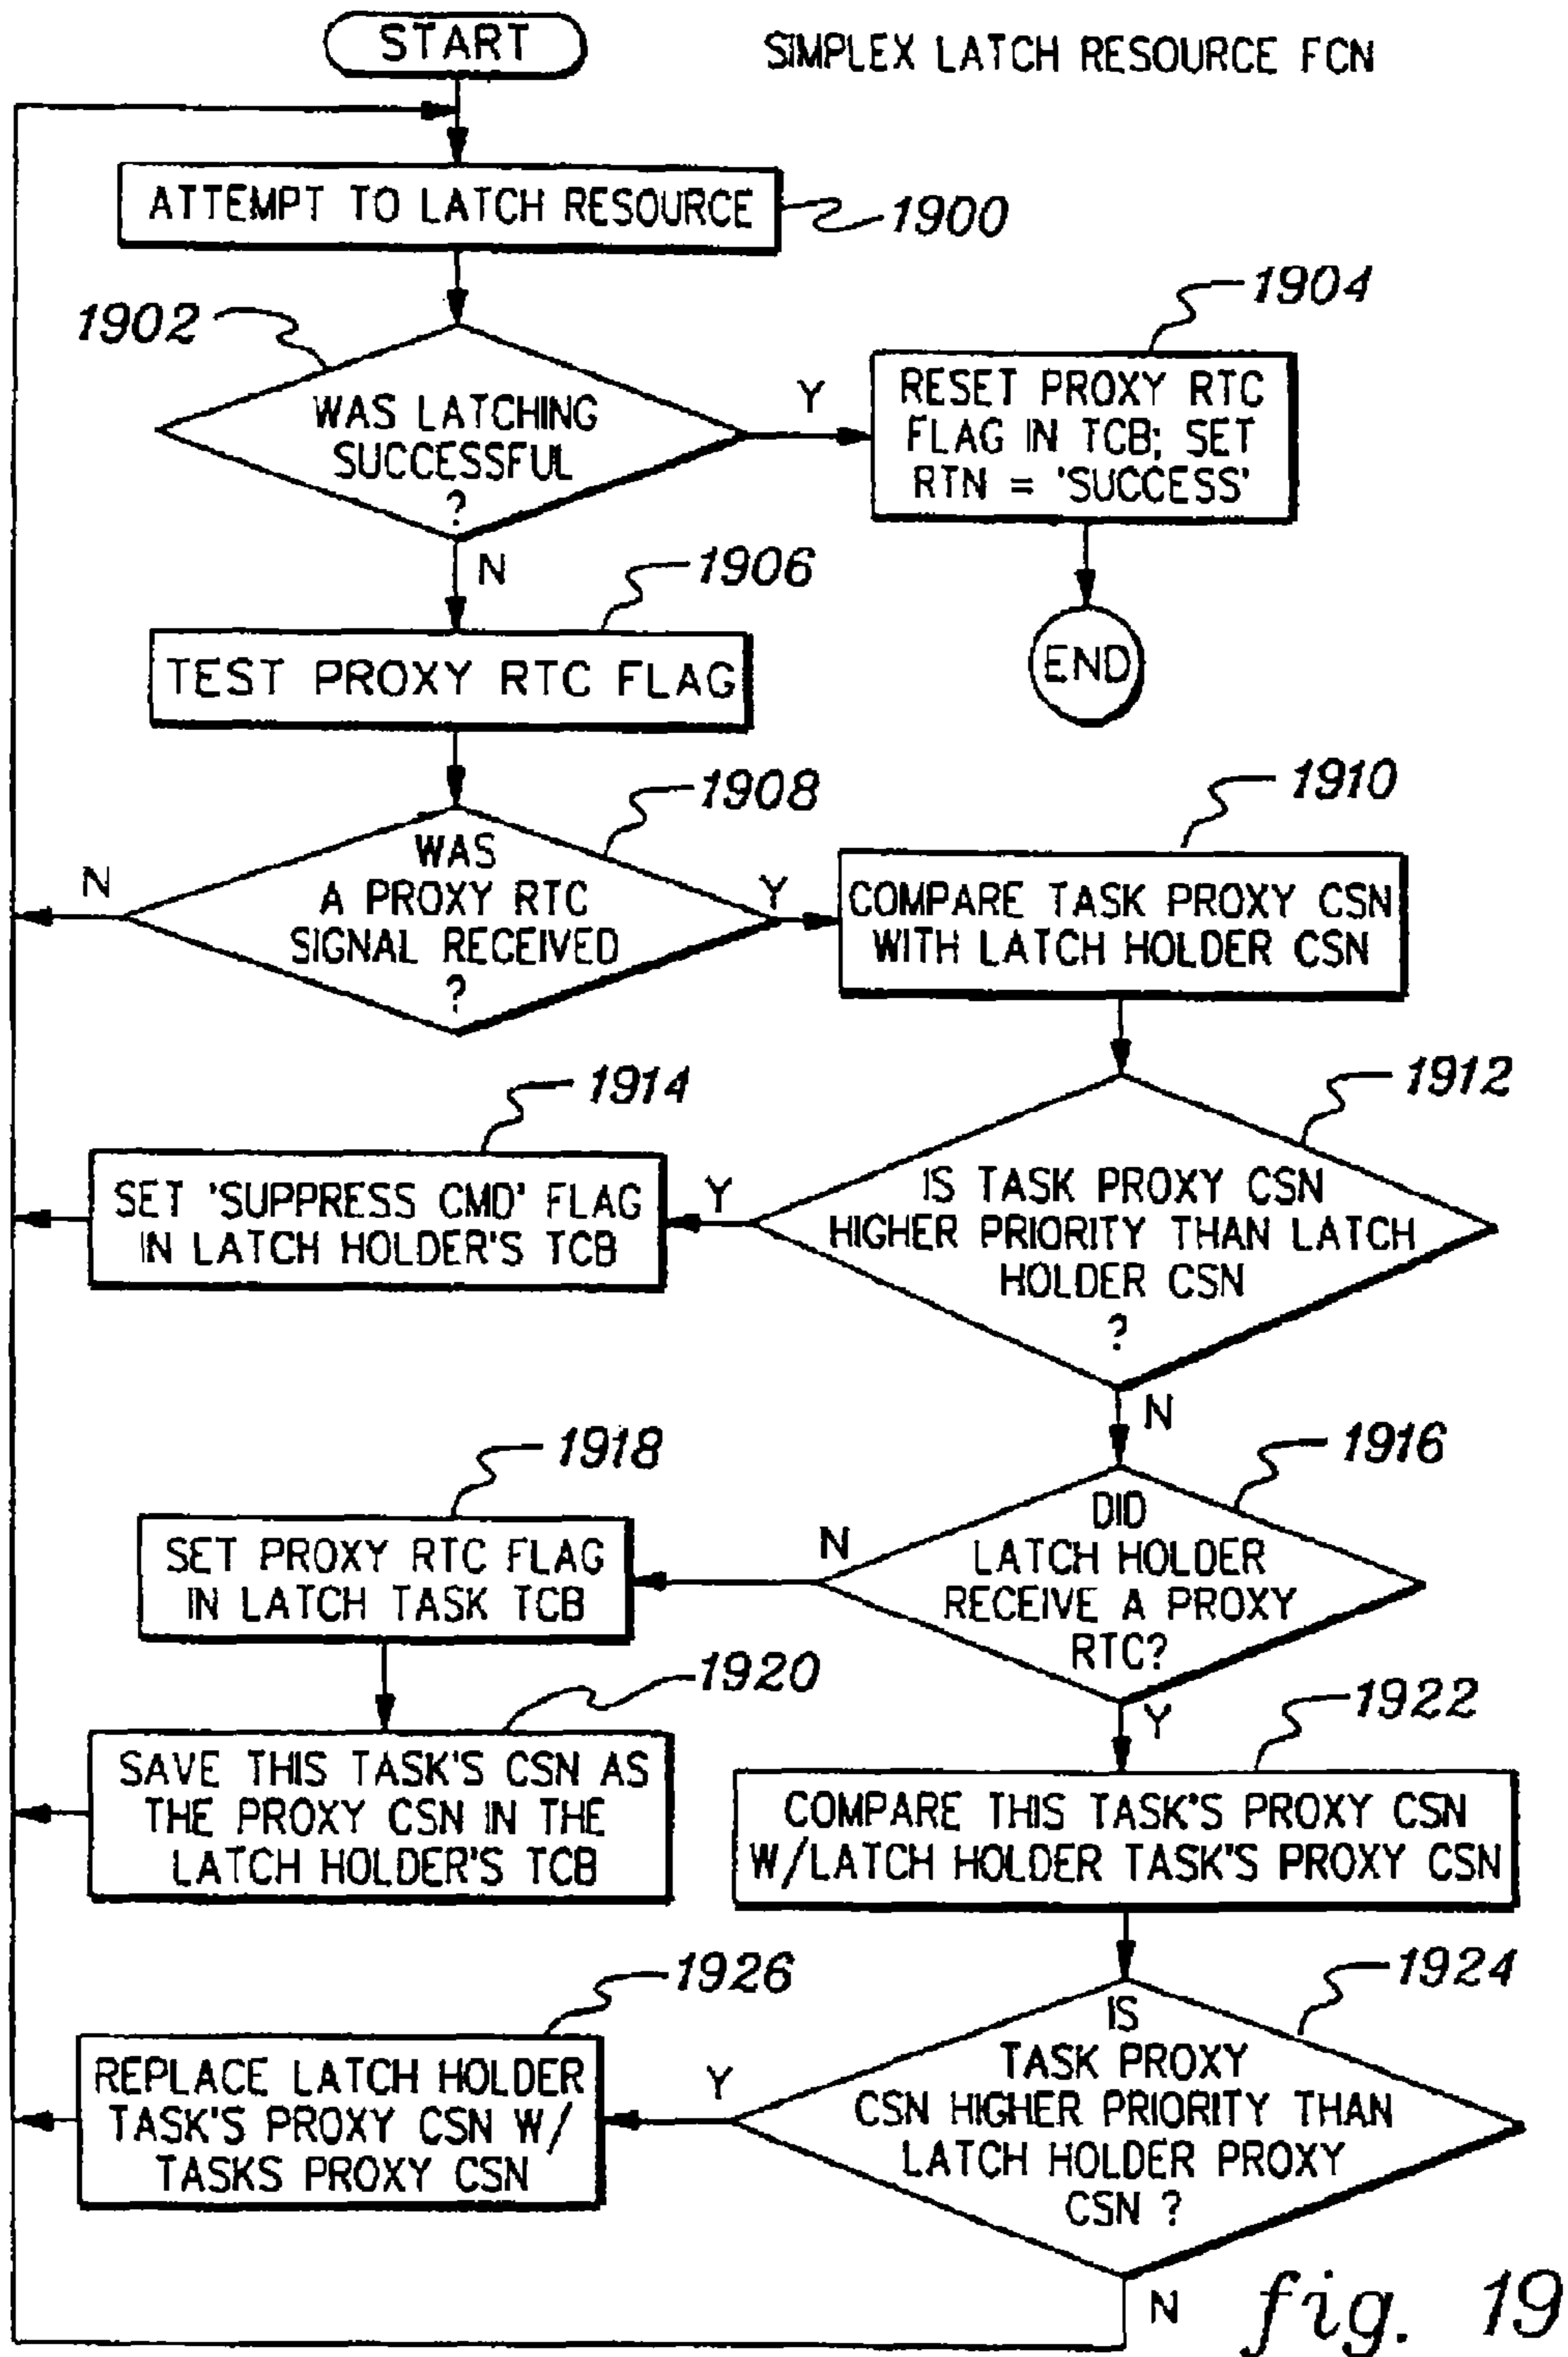 START
SIMPLEX LATCH RESOURCE FCN
ATTEMPT TO LATCH RESOURCE
1900
1902
WAS LATCHING
SUCCESSFUL
?
Y
1904
RESET PROXY RTC
FLAG IN TCB; SET
RTN = 'SUCCESS'
END
N
1906
TEST PROXY RTC FLAG
1908
WAS
A PROXY RTC
SIGNAL RECEIVED
?
N
Y
1910
COMPARE TASK PROXY CSN
WITH LATCH HOLDER CSN
1912
IS TASK PROXY CSN
HIGHER PRIORITY THAN LATCH
HOLDER CSN
?
Y
1914
SET 'SUPPRESS CMD' FLAG
IN LATCH HOLDER'S TCB
N
1916
DID
LATCH HOLDER
RECEIVE A PROXY
RTC?
N
1918
SET PROXY RTC FLAG
IN LATCH TASK TCB
1920
SAVE THIS TASK'S CSN AS
THE PROXY CSN IN THE
LATCH HOLDER'S TCB
Y
1922
COMPARE THIS TASK'S PROXY CSN
W/LATCH HOLDER TASK'S PROXY CSN
1924
IS
TASK PROXY
CSN HIGHER PRIORITY THAN
LATCH HOLDER PROXY
CSN ?
Y
1926
REPLACE LATCH HOLDER
TASK'S PROXY CSN W/
TASKS PROXY CSN
N
fig. 19